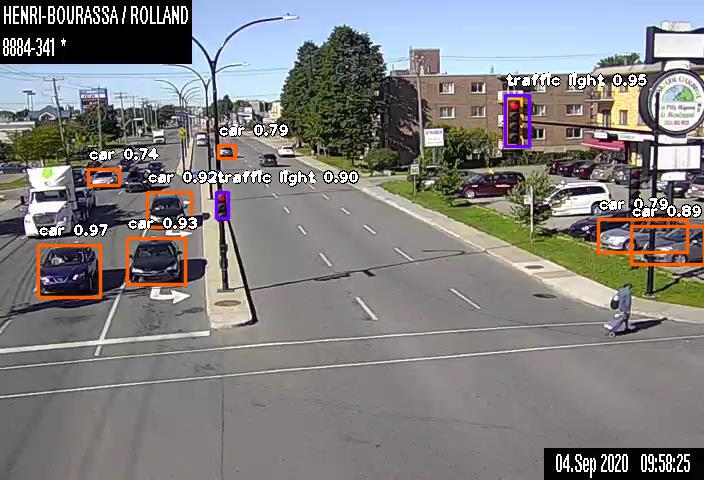 HENRI-BOURASSA / ROLLAND
8884-341 *
traffic light 0.95
car 0.79
car 0.74
car 0.92
traffic light 0.90
car 0.79
car 0.89
car 0.97
car 0.93
04.Sep 2020 09:58:25